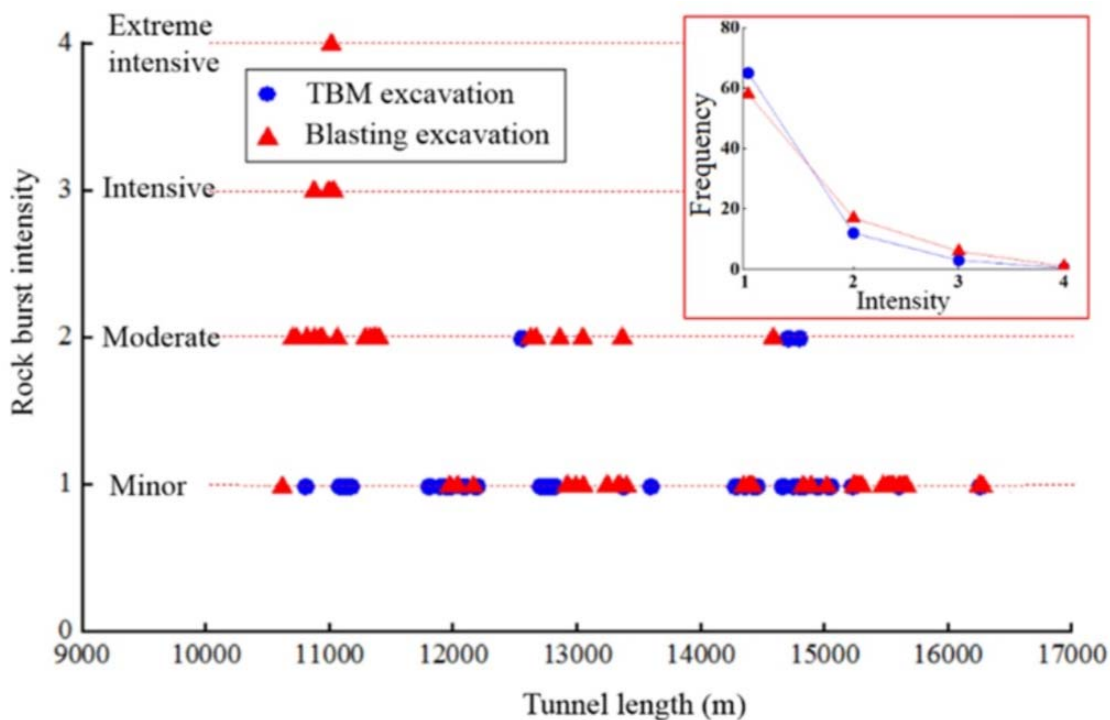 Extreme
intensive
TBM excavation
Blasting excavation
Intensive
Moderate
Minor
Rock burst intensity
4
3
2
1
0
9000 10000 11000 12000 13000 14000 15000 16000 17000
Tunnel length (m)
Frequency
80
60
40
20
0
1 2 3 4
Intensity